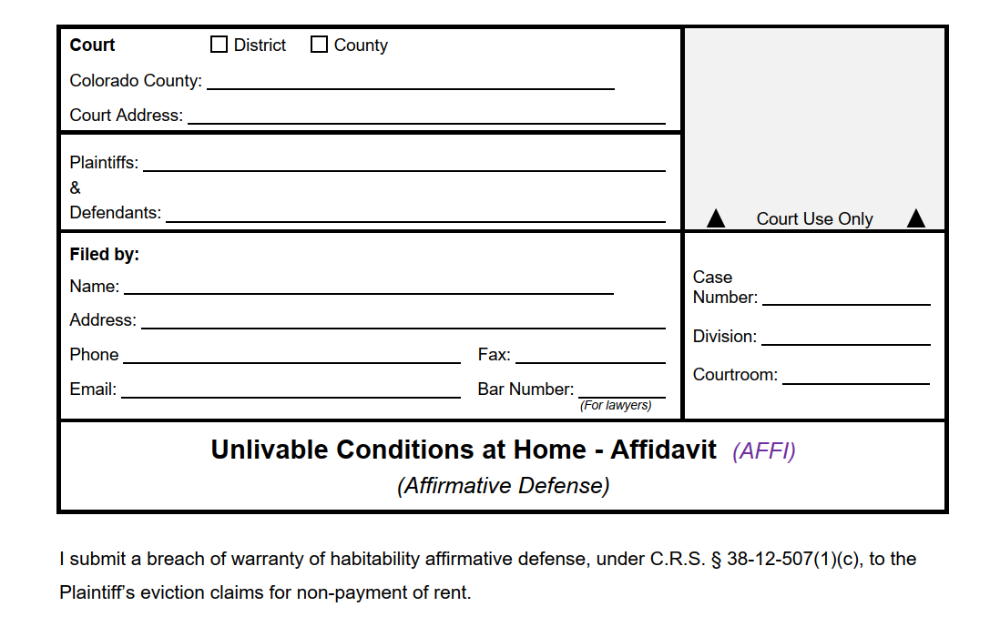 Court District County
Colorado County:
Court Address:
Plaintiffs:
&
Defendants:
Court Use Only
Filed by:
Name:
Address:
Phone Fax:
Email: Bar Number:
(For lawyers)
Case
Number:
Division:
Courtroom:
Unlivable Conditions at Home - Affidavit (AFFI)
(Affirmative Defense)
I submit a breach of warranty of habitability affirmative defense, under C.R.S. § 38-12-507(1)(c), to the
Plaintiff’s eviction claims for non-payment of rent.